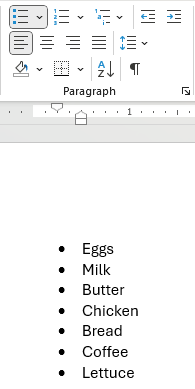 Paragraph
1
• Eggs
• Milk
• Butter
• Chicken
• Bread
• Coffee
• Lettuce